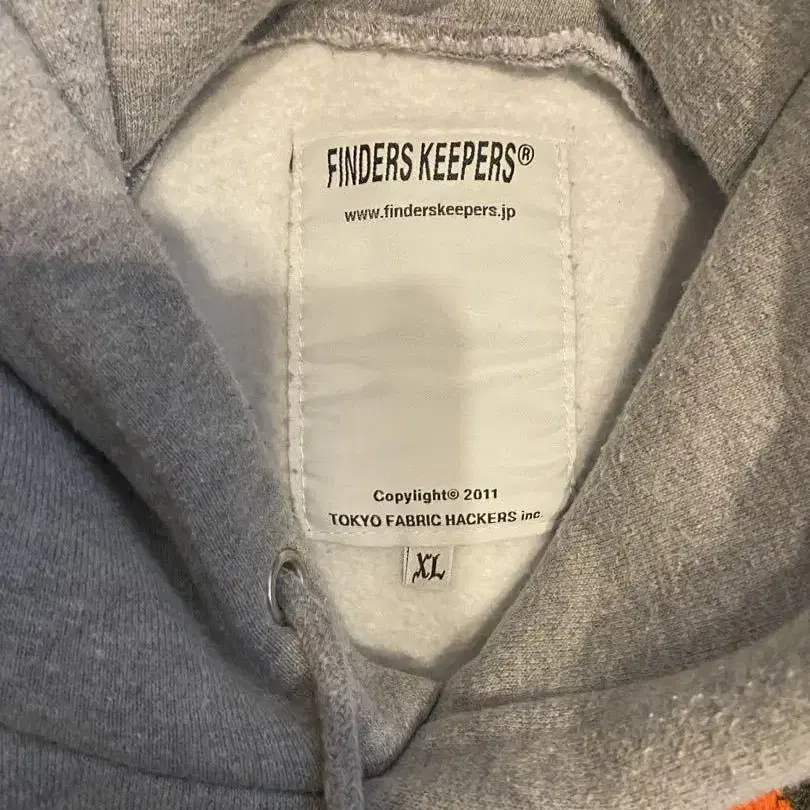 FINDERS KEEPERS®
www.finderskeepers.jp
Copylight© 2011
TOKYO FABRIC HACKERS inc.
XL